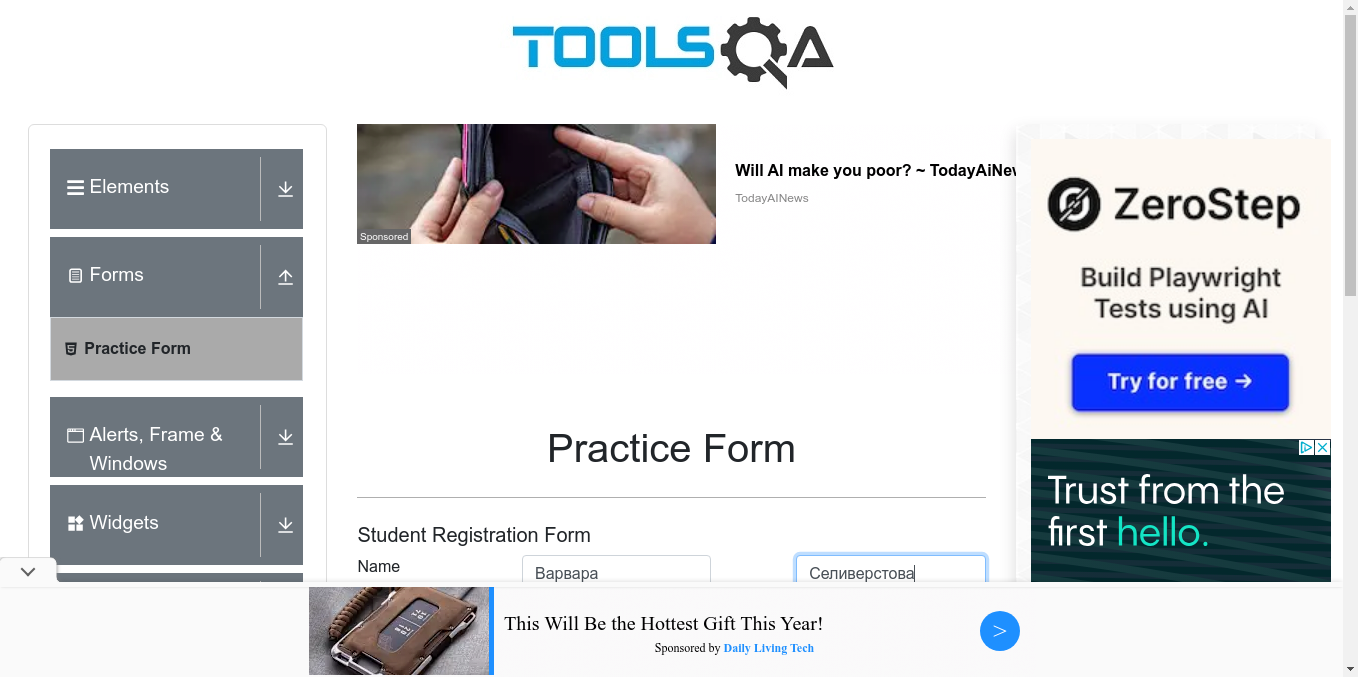 TOOLSQA
Elements
Forms
Practice Form
Alerts, Frame &
Windows
Widgets
Sponsored
Will AI make you poor? ~ TodayAiNew
TodayAINews
Practice Form
Student Registration Form
Name
Варвара
Селиверстова
ZeroStep
Build Playwright
Tests using AI
Try for free →
Trust from the
first hello.
This Will Be the Hottest Gift This Year!
Sponsored by Daily Living Tech
>